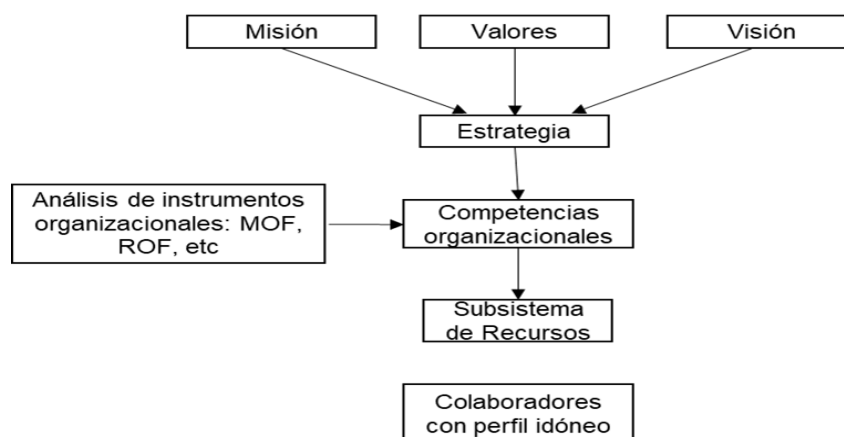 Misión
Valores
Visión
Estrategia
Análisis de instrumentos
organizacionales: MOF,
ROF, etc
Competencias
organizacionales
Subsistema
de Recursos
Colaboradores
con perfil idóneo